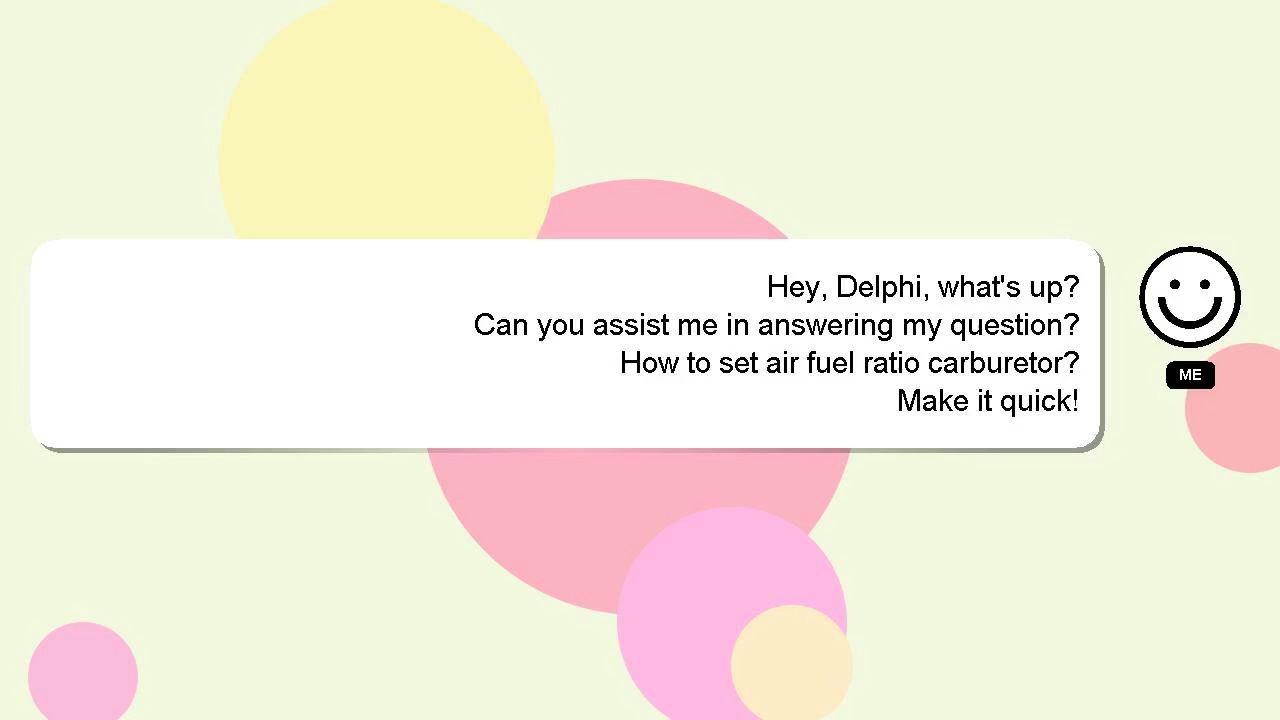 Hey, Delphi, what's up?
Can you assist me in answering my question?
How to set air fuel ratio carburetor?
Make it quick!
ME